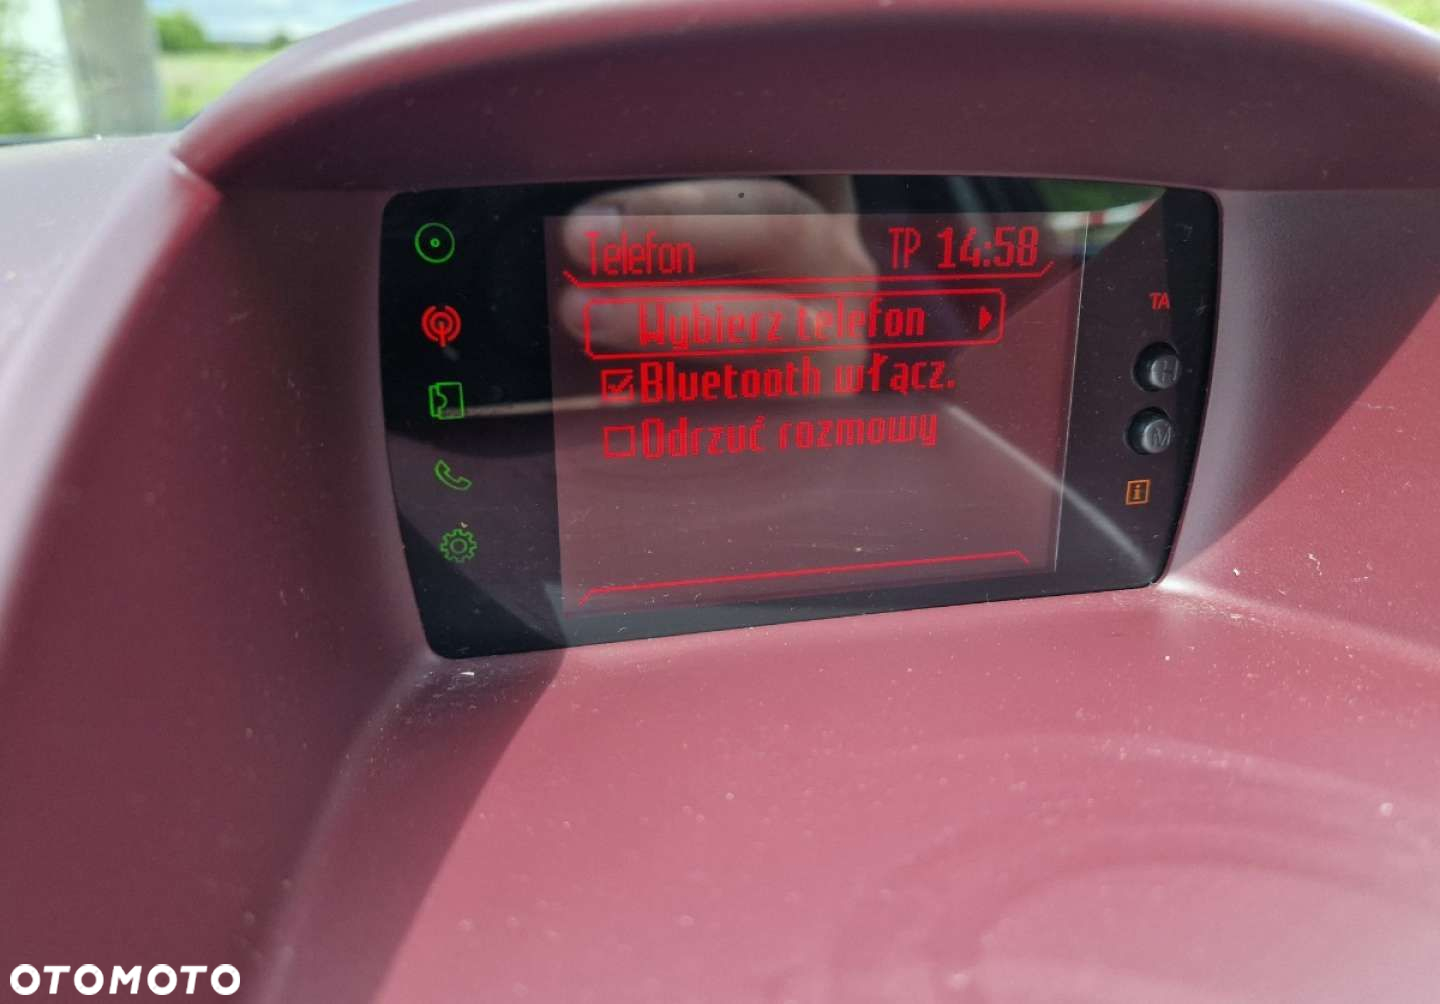 Telefon TP 14:58
Wybierz telefon
Bluetooth włącz.
Odrzuć rozmowy
TA
H
M
i
OTOMOTO